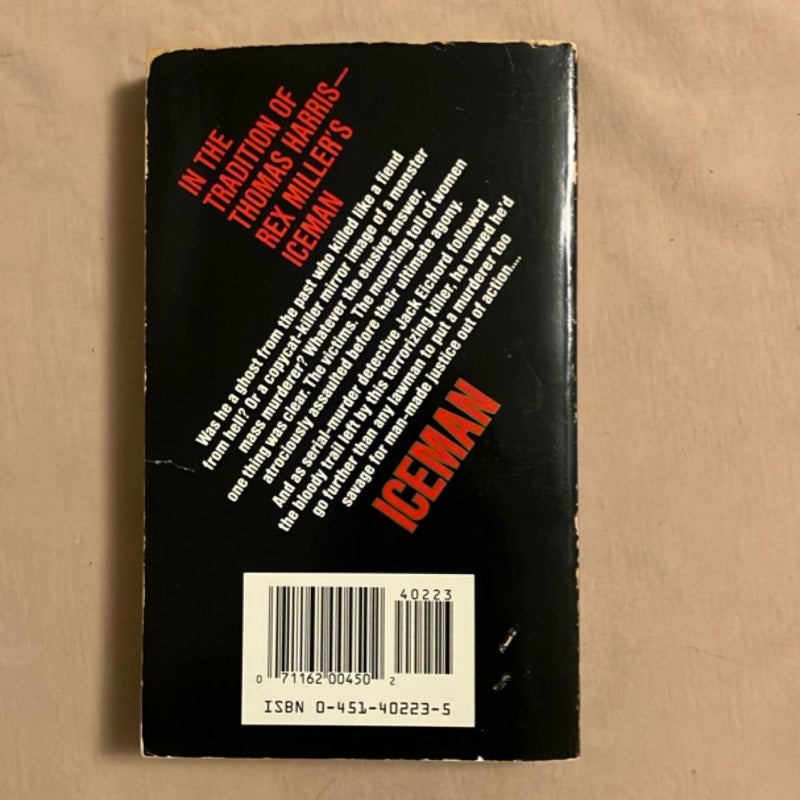 IN THE
TRADITION OF
THOMAS HARRIS—
REX MILLER'S
ICEMAN
Was he a ghost from the past who killed like a fiend
from hell? Or a copycat-killer mirror image of a monster
mass murderer? Whatever the elusive answer,
one thing was clear. The victims. The mounting toll of women
atrociously assaulted before their ultimate agony.
And as serial-murder detective Jack Eichord followed
the bloody trail left by this terrorizing killer, he vowed he'd
go further than any lawman to put a murderer too
savage for man-made justice out of action....
ICEMAN
40223
0 71162 00450 2
ISBN 0-451-40223-5